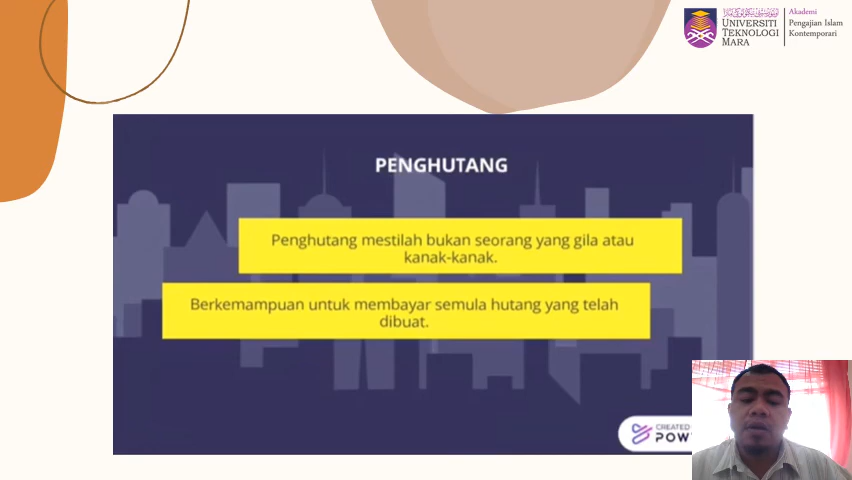 UNIVERSITI
TEKNOLOGI
MARA
Akademi
Pengajian Islam
Kontemporari
PENGHUTANG
Penghutang mestilah bukan seorang yang gila atau
kanak-kanak.
Berkemampuan untuk membayar semula hutang yang telah
dibuat.
CREATED
POW